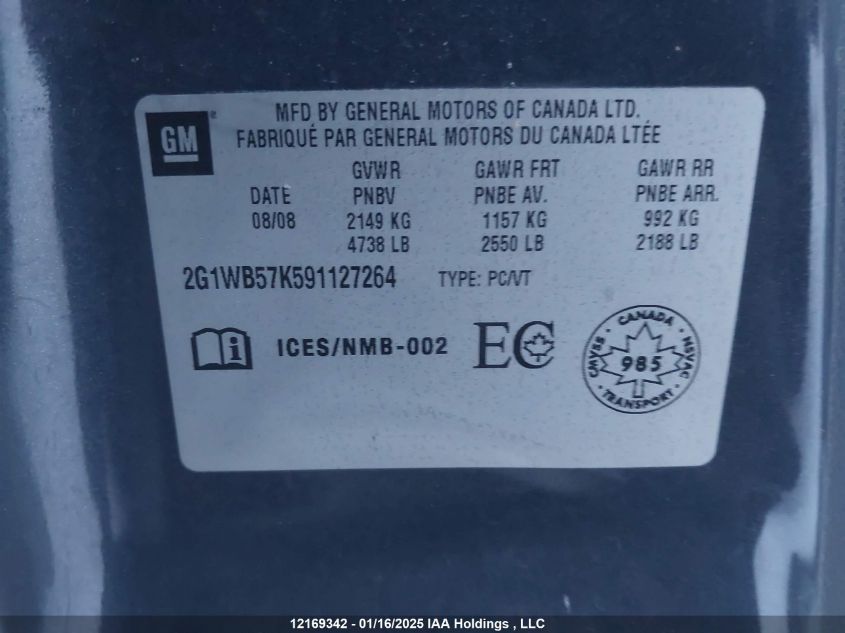 GM
MFD BY GENERAL MOTORS OF CANADA LTD.
FABRIQUÉ PAR GENERAL MOTORS DU CANADA LTÉE
GVWR GAWR FRT GAWR RR
DATE PNBV PNBE AV. PNBE ARR.
08/08 2149 KG 1157 KG 992 KG
4738 LB 2550 LB 2188 LB
2G1WB57K591127264 TYPE: PC/VT
i ICES/NMB-002 EC
CANADA
CMVSS 985 NSVAC
TRANSPORT
12169342 - 01/16/2025 IAA Holdings , LLC